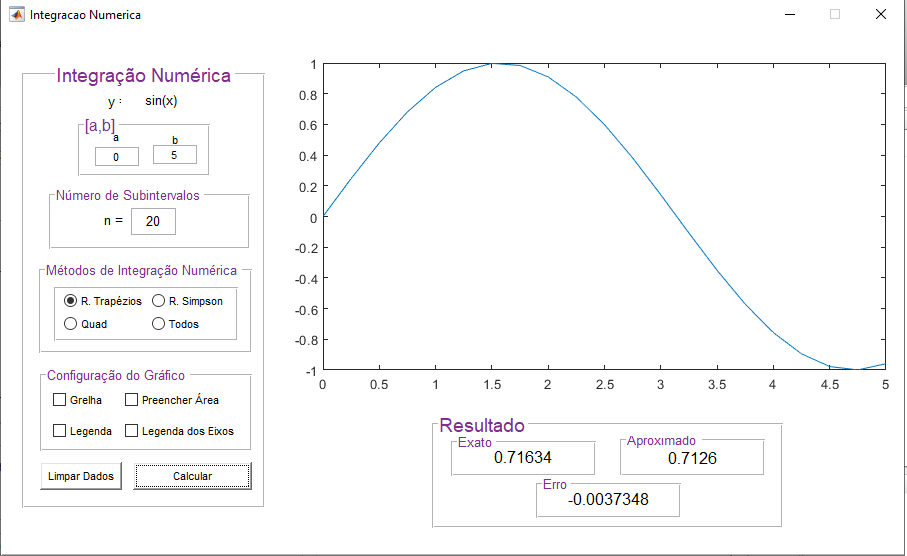 Integracao Numerica
Integração Numérica
y : sin(x)
[a,b]
a b
0 5
Número de Subintervalos
n = 20
Métodos de Integração Numérica
R. Trapézios R. Simpson
Quad Todos
Configuração do Gráfico
Grelha Preencher Área
Legenda Legenda dos Eixos
Limpar Dados Calcular
1
0.8
0.6
0.4
0.2
0
-0.2
-0.4
-0.6
-0.8
-1
0 0.5 1 1.5 2 2.5 3 3.5 4 4.5 5
Resultado
Exato Aproximado
0.71634 0.7126
Erro
-0.0037348